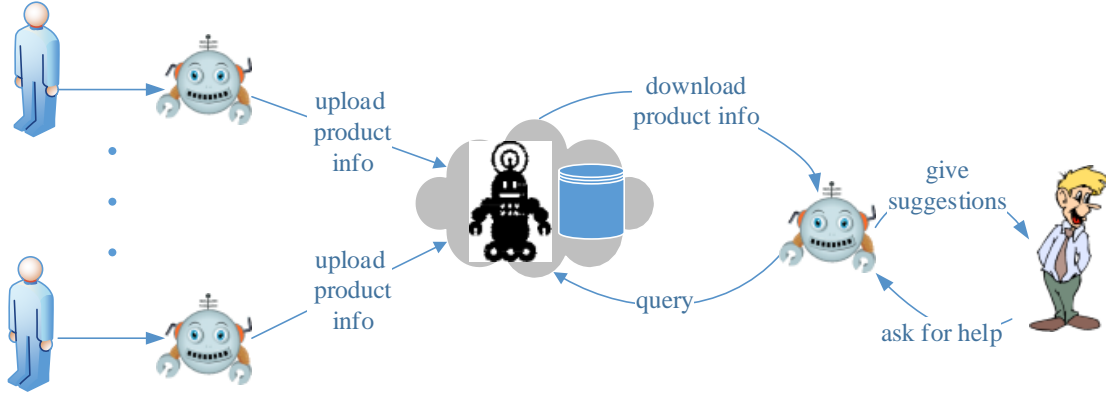 upload
product
info
upload
product
info
download
product info
query
give
suggestions
ask for help